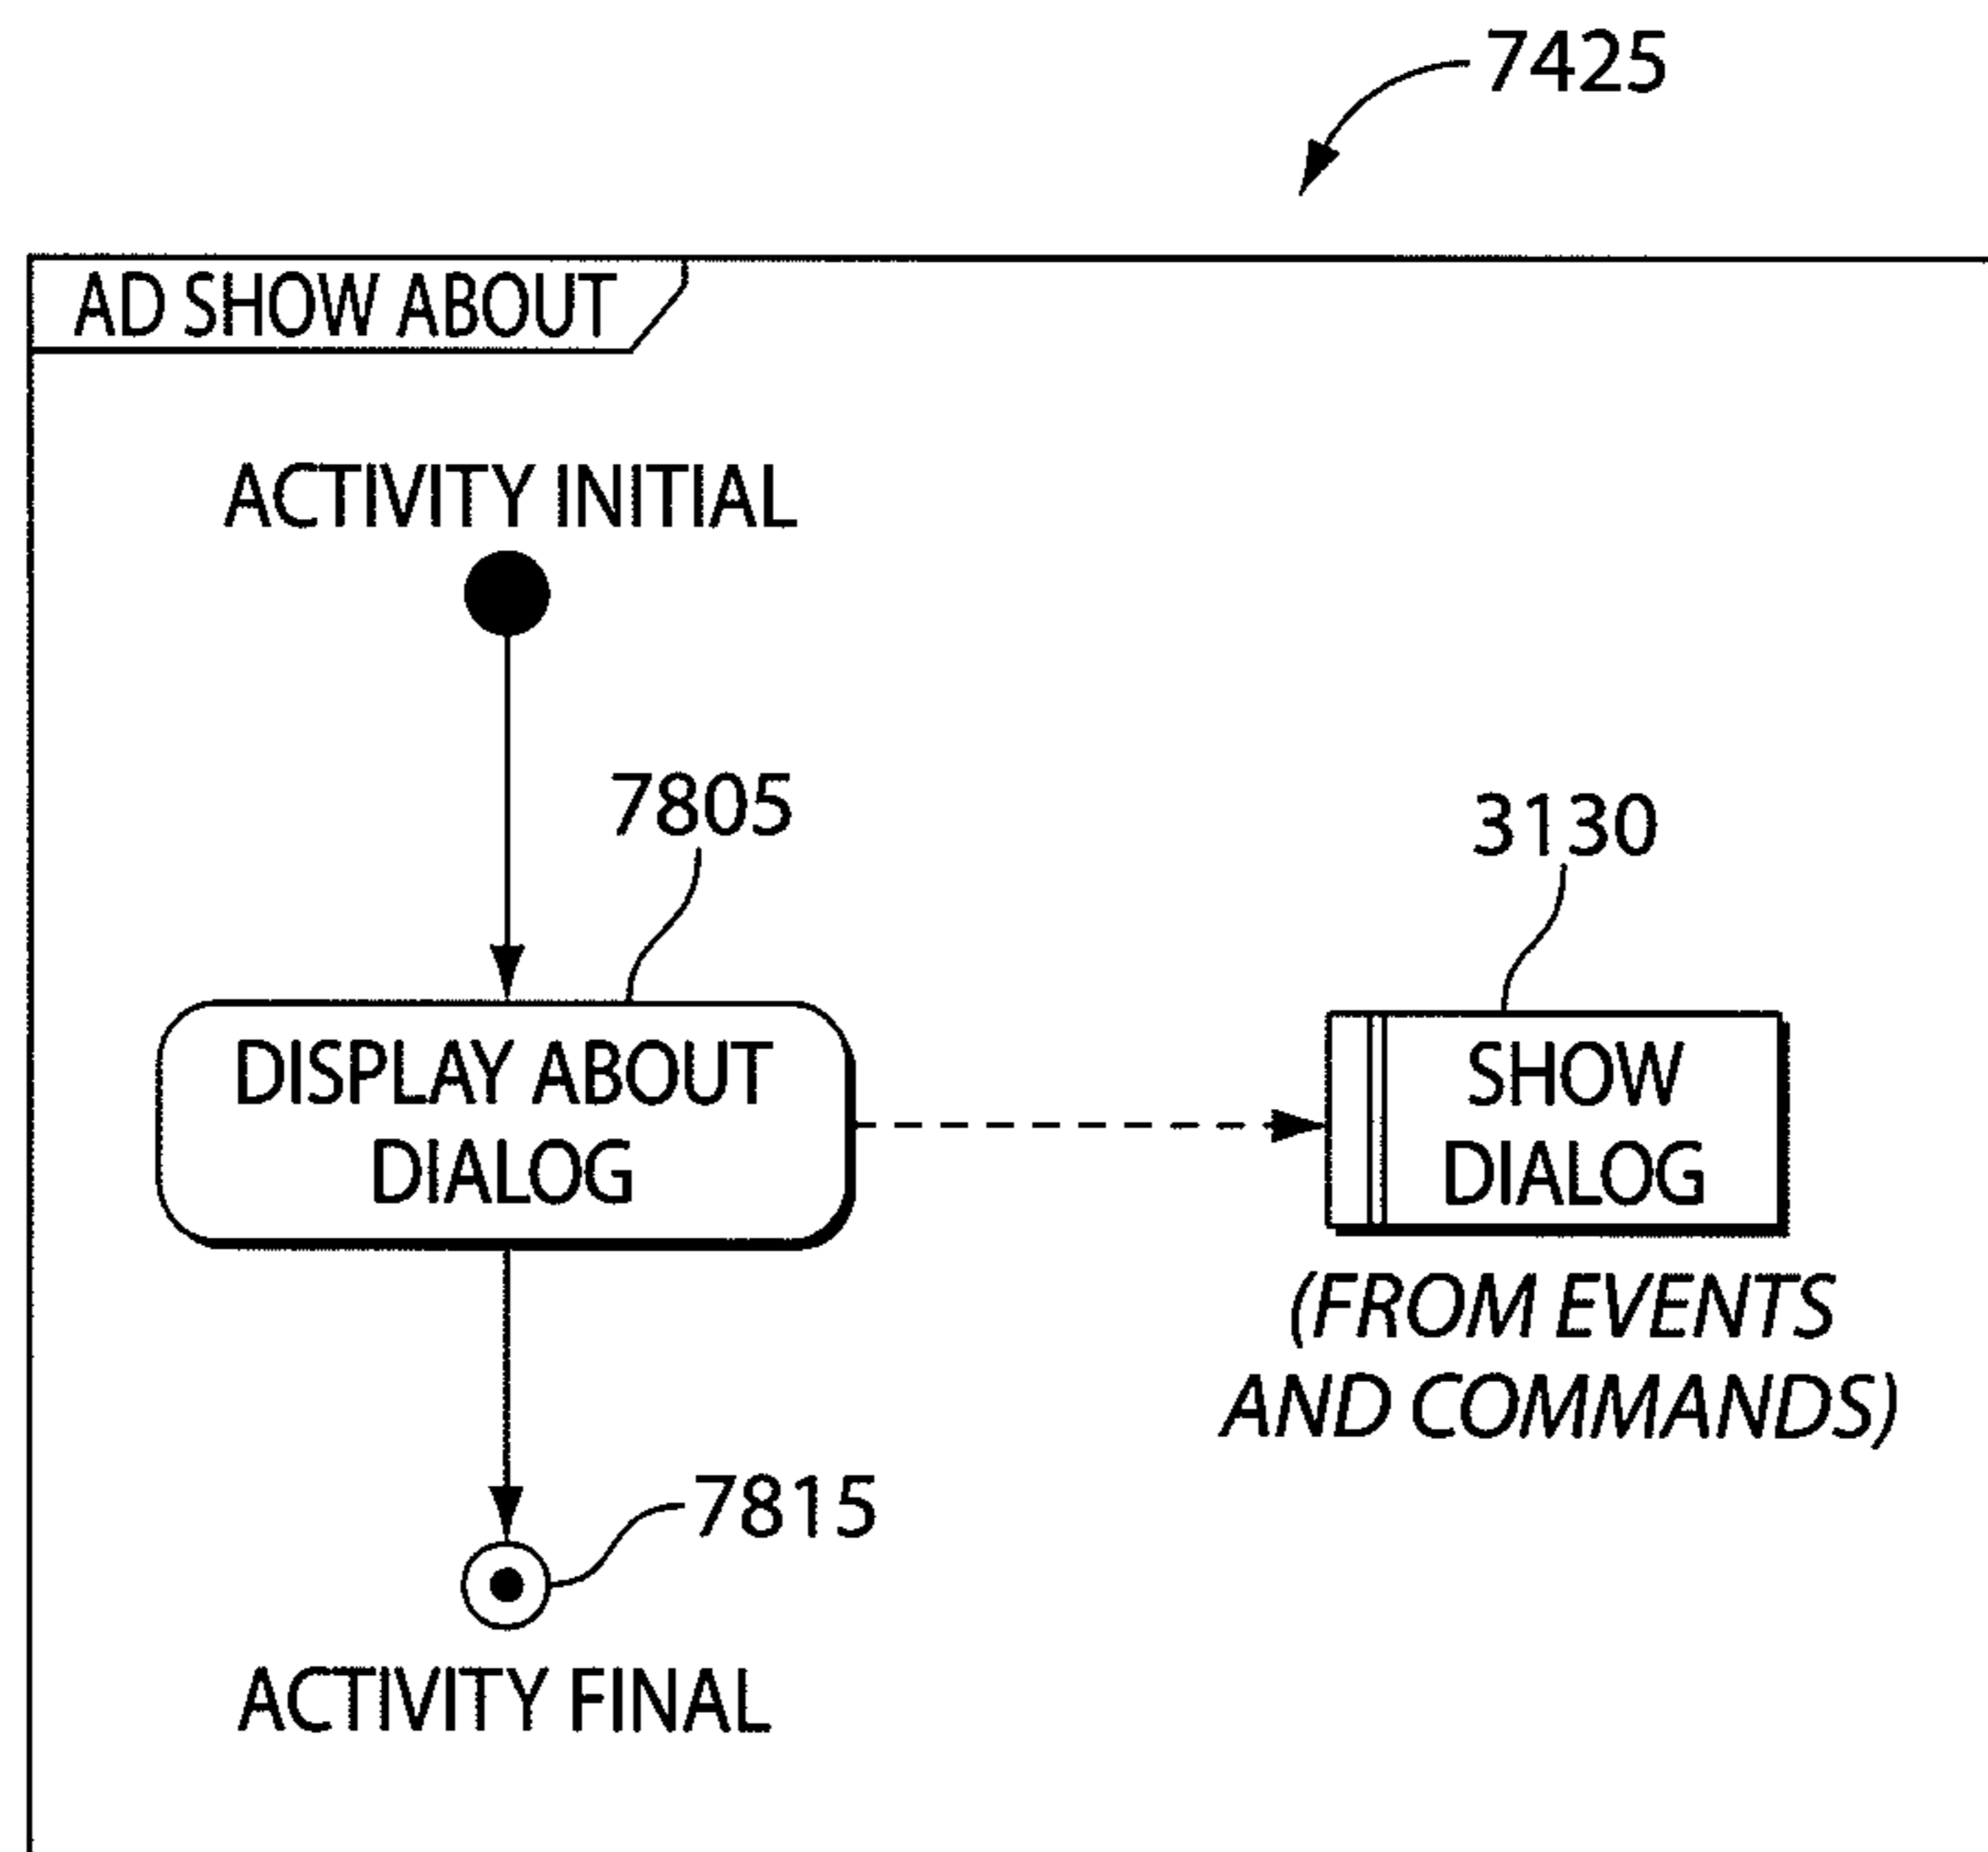 7425
AD SHOW ABOUT
ACTIVITY INITIAL
7805
3130
DISPLAY ABOUT
DIALOG
SHOW
DIALOG
(FROM EVENTS
AND COMMANDS)
7815
ACTIVITY FINAL